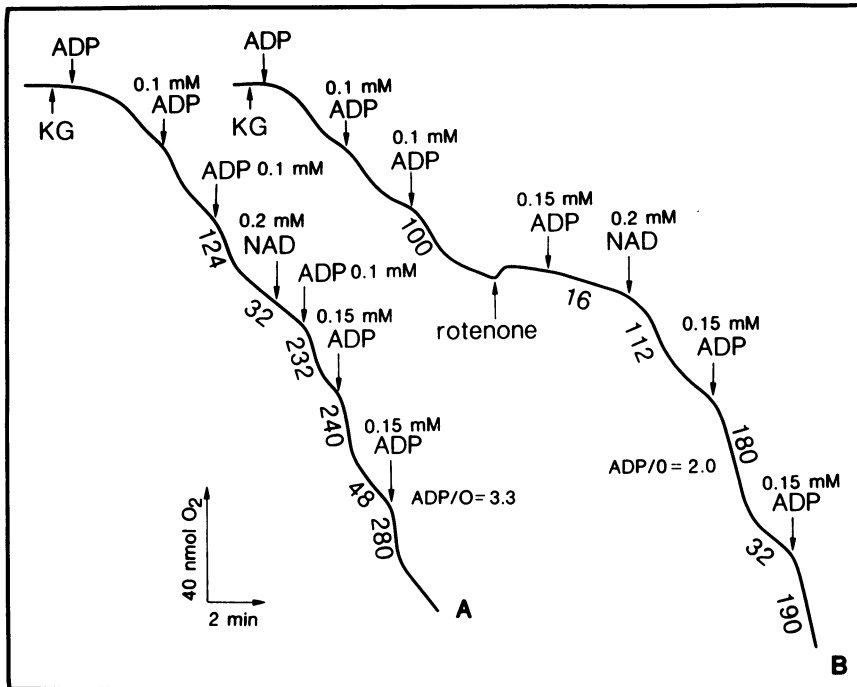 ADP
KG
0.1 mM
ADP
ADP 0.1 mM
124
0.2 mM
NAD
32
ADP 0.1 mM
232
0.15 mM
ADP
240
0.15 mM
ADP
48
280
ADP/O=3.3
40 nmol O2
2 min
A
ADP
KG
0.1 mM
ADP
0.1 mM
ADP
100
rotenone
0.15 mM
ADP
16
0.2 mM
NAD
112
0.15 mM
ADP
180
ADP/0=2.0
0.15 mM
ADP
32
190
B